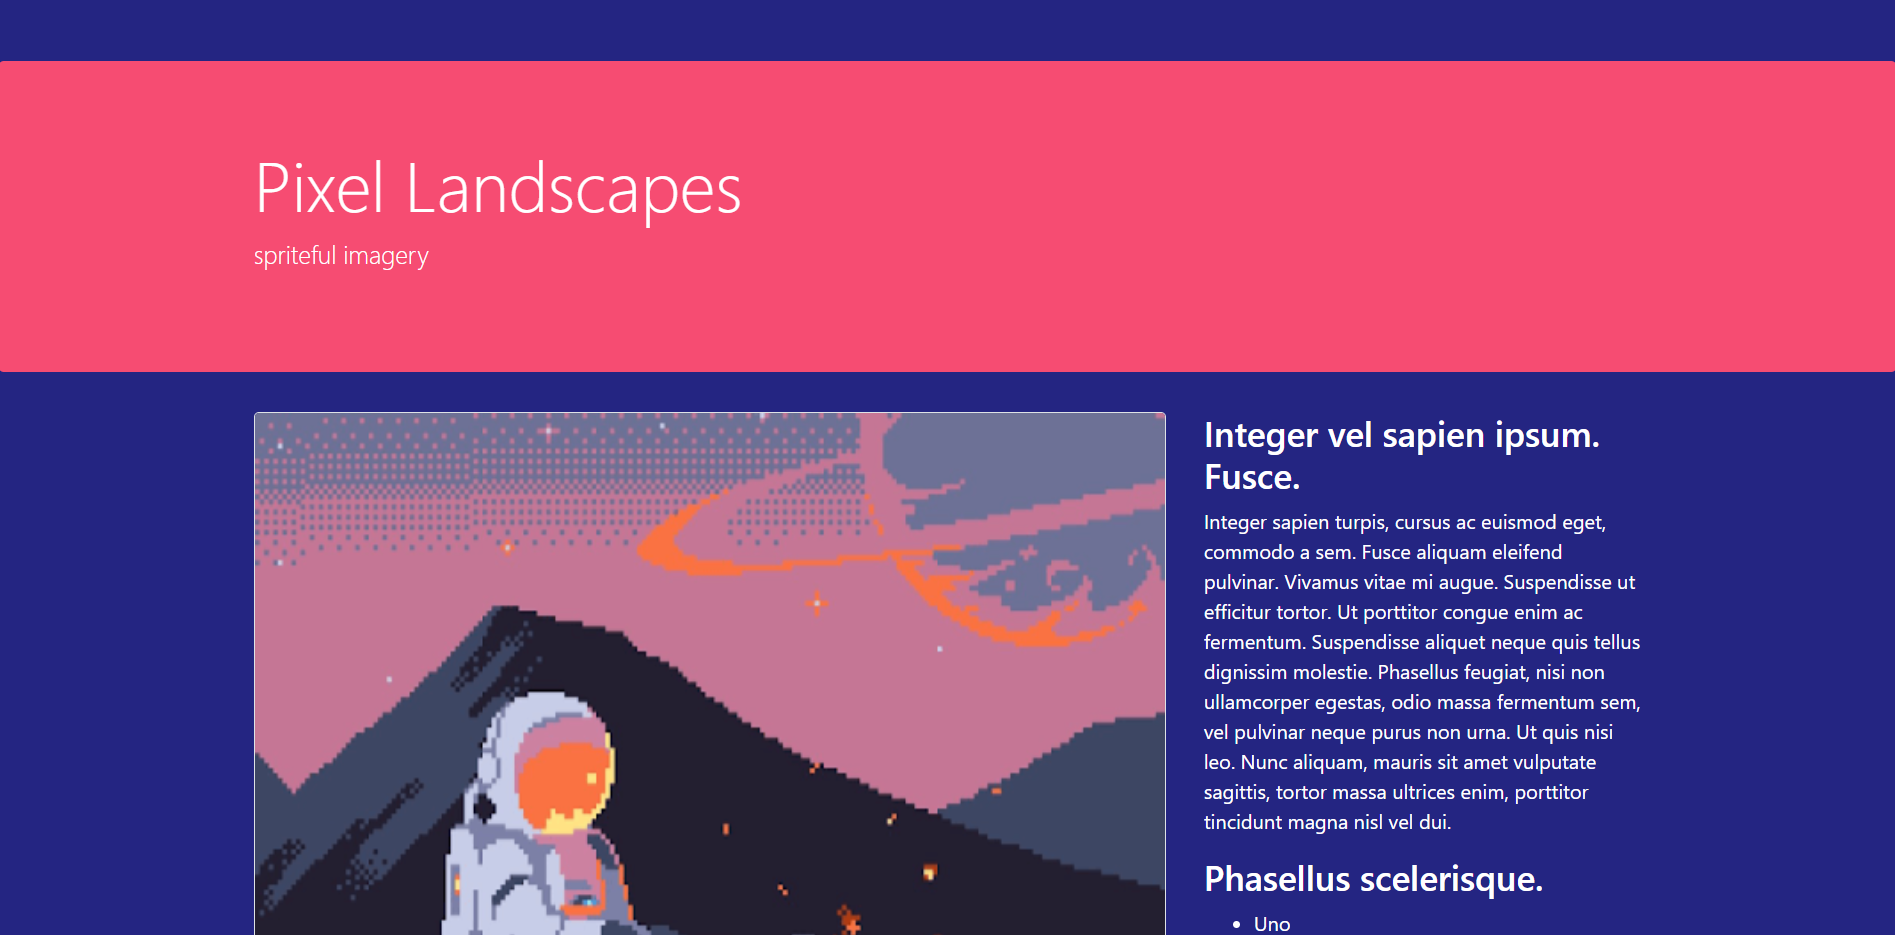 Pixel Landscapes
spriteful imagery
Integer vel sapien ipsum.
Fusce.
Integer sapien turpis, cursus ac euismod eget,
commodo a sem. Fusce aliquam eleifend
pulvinar. Vivamus vitae mi augue. Suspendisse ut
efficitur tortor. Ut porttitor congue enim ac
fermentum. Suspendisse aliquet neque quis tellus
dignissim molestie. Phasellus feugiat, nisi non
ullamcorper egestas, odio massa fermentum sem,
vel pulvinar neque purus non urna. Ut quis nisi
leo. Nunc aliquam, mauris sit amet vulputate
sagittis, tortor massa ultrices enim, porttitor
tincidunt magna nisl vel dui.
Phasellus scelerisque.
• Uno